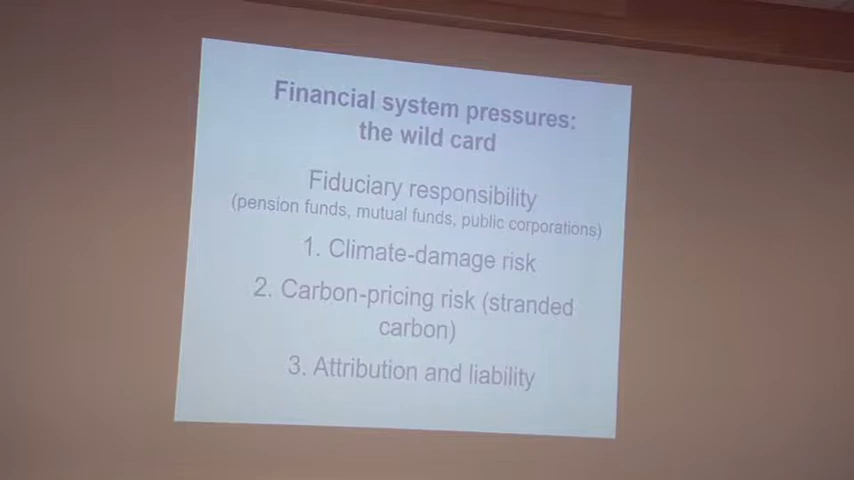 Financial system pressures:
the wild card
Fiduciary responsibility
(pension funds, mutual funds, public corporations)
1. Climate-damage risk
2. Carbon-pricing risk (stranded
carbon)
3. Attribution and liability